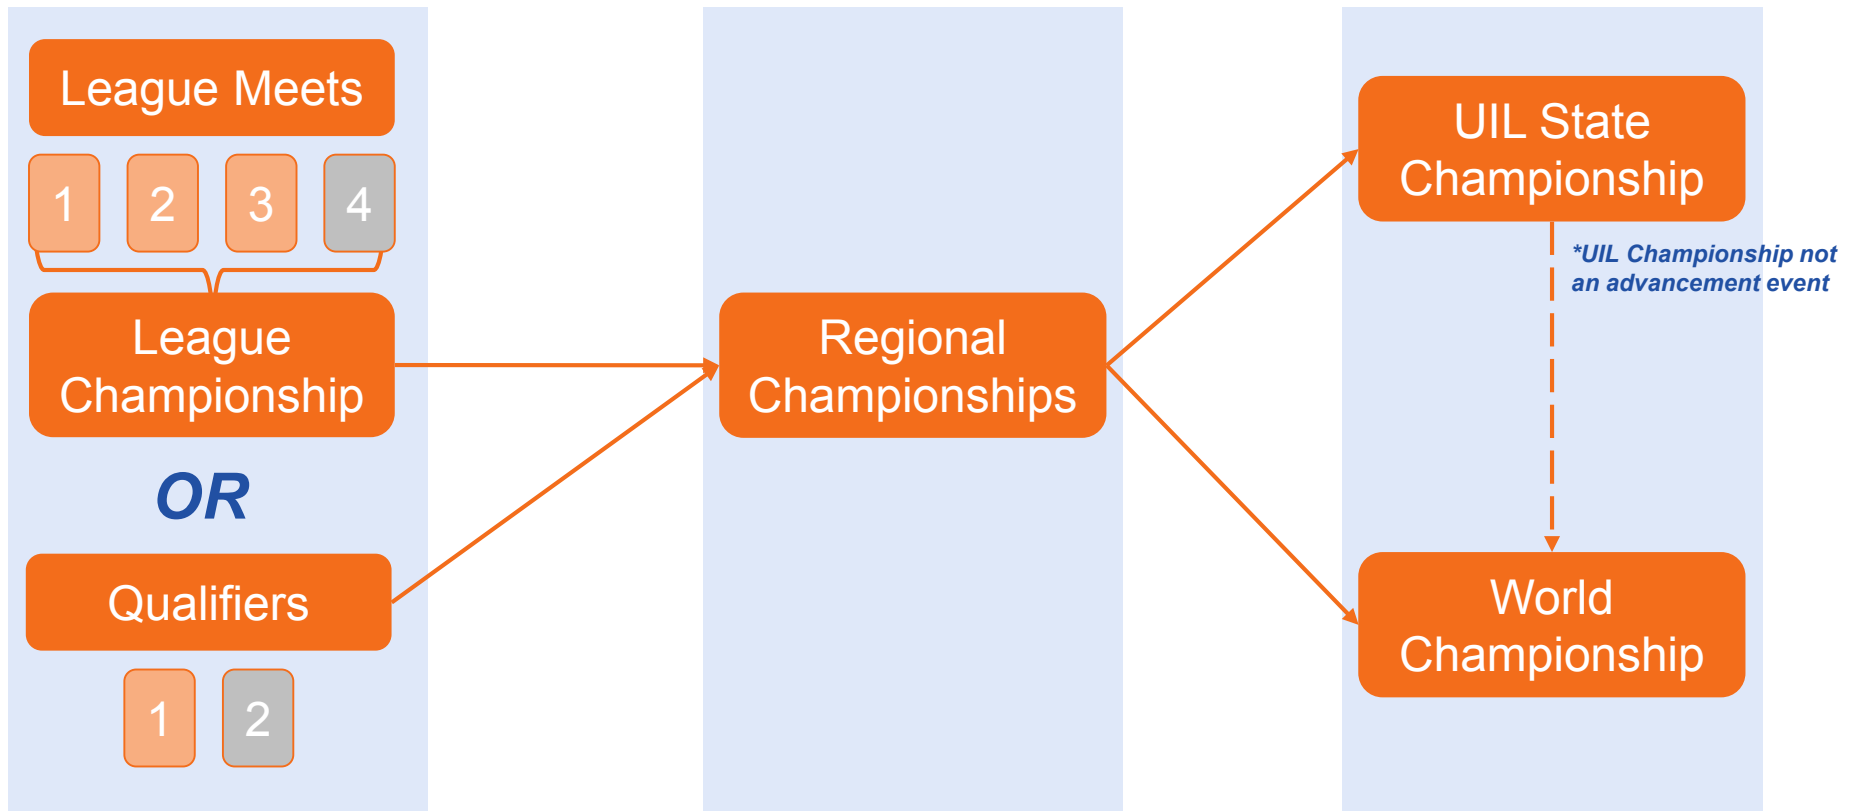 League Meets
1 2 3 4
League
Championship
OR
Qualifiers
1 2
Regional
Championships
UIL State
Championship
*UIL Championship not
an advancement event
World
Championship